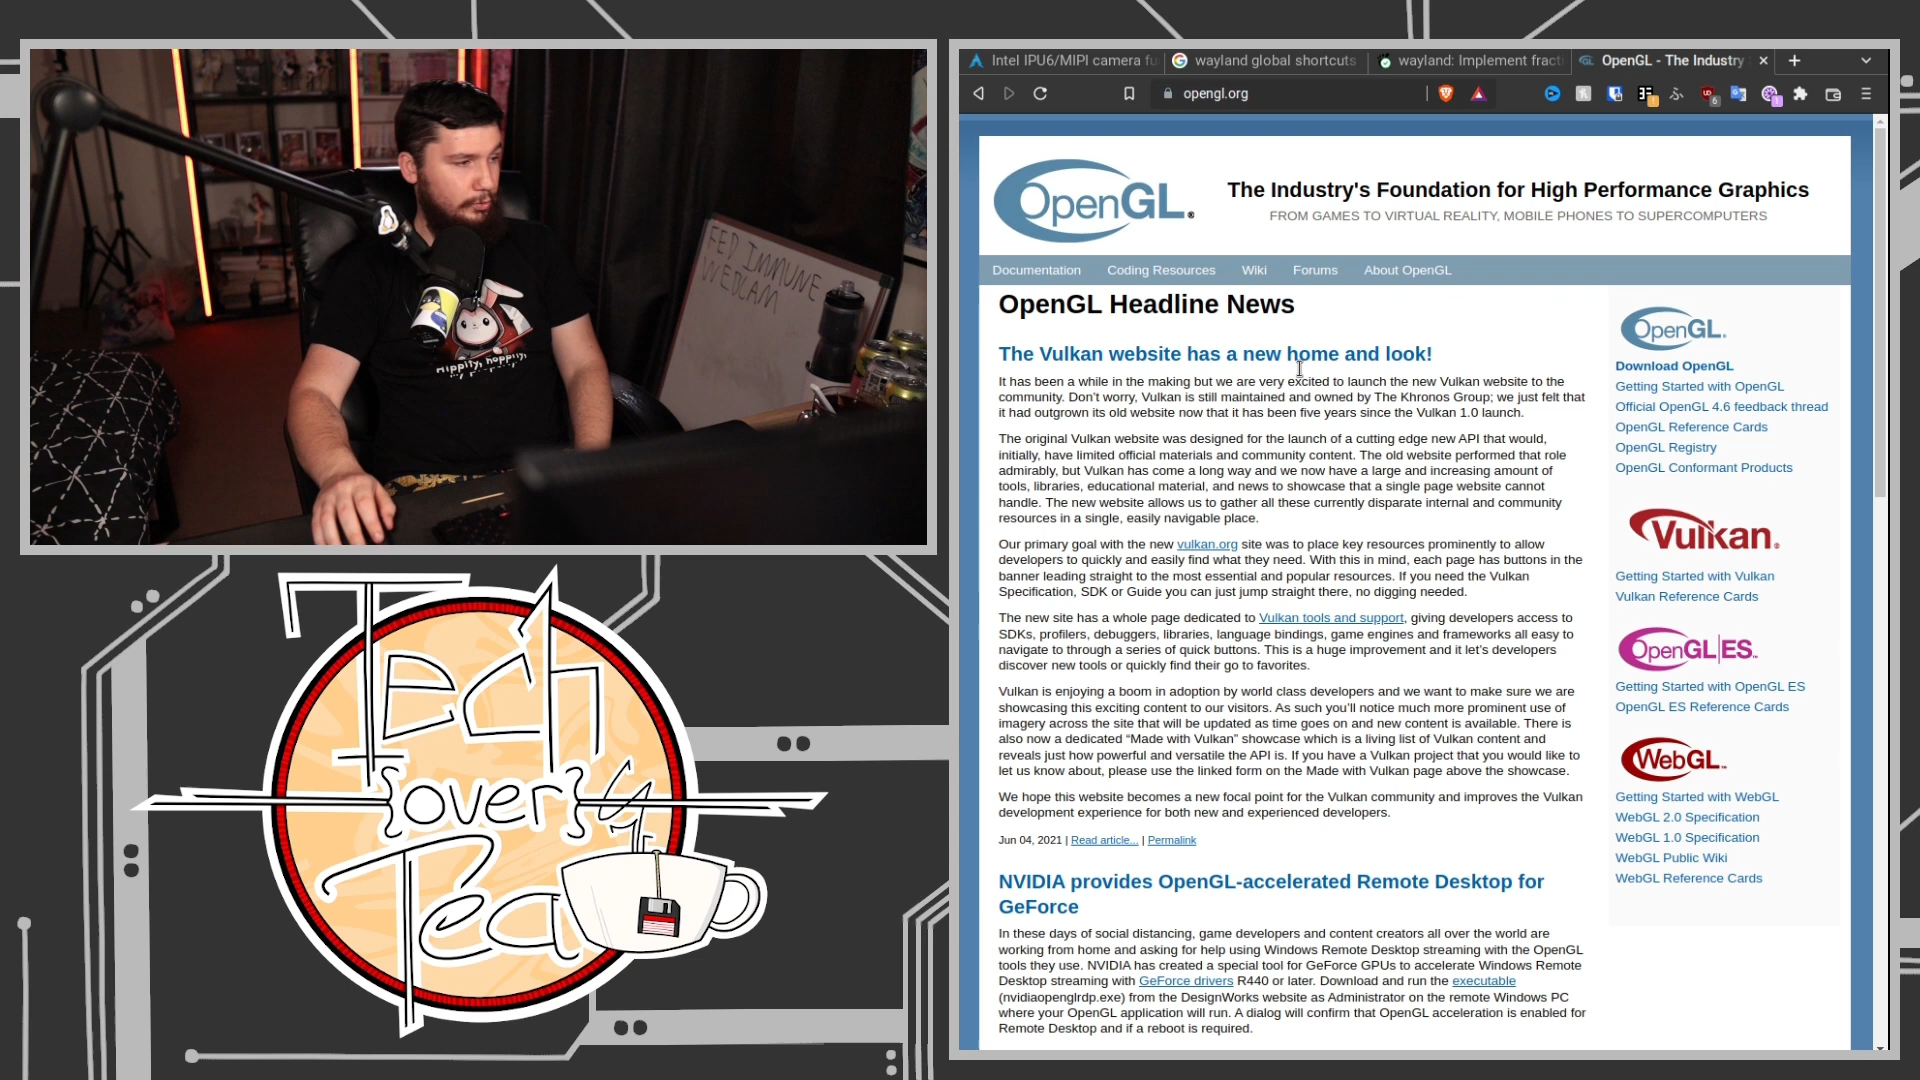 FED IMMUNE
WEBCAM
Hippity, hoppity,
Tech
{over}
Tea
Intel IPU6/MIPI camera fu
wayland global shortcuts
wayland: Implement fract
OpenGL - The Industry
opengl.org
OpenGL®
The Industry's Foundation for High Performance Graphics
FROM GAMES TO VIRTUAL REALITY, MOBILE PHONES TO SUPERCOMPUTERS
Documentation Coding Resources Wiki Forums About OpenGL
OpenGL Headline News
The Vulkan website has a new home and look!
It has been a while in the making but we are very excited to launch the new Vulkan website to the
community. Don’t worry, Vulkan is still maintained and owned by The Khronos Group; we just felt that
it had outgrown its old website now that it has been five years since the Vulkan 1.0 launch.
The original Vulkan website was designed for the launch of a cutting edge new API that would,
initially, have limited official materials and community content. The old website performed that role
admirably, but Vulkan has come a long way and we now have a large and increasing amount of
tools, libraries, educational material, and news to showcase that a single page website cannot
handle. The new website allows us to gather all these currently disparate internal and community
resources in a single, easily navigable place.
Our primary goal with the new vulkan.org site was to place key resources prominently to allow
developers to quickly and easily find what they need. With this in mind, each page has buttons in the
banner leading straight to the most essential and popular resources. If you need the Vulkan
Specification, SDK or Guide you can just jump straight there, no digging needed.
The new site has a whole page dedicated to Vulkan tools and support, giving developers access to
SDKs, profilers, debuggers, libraries, language bindings, game engines and frameworks all easy to
navigate to through a series of quick buttons. This is a huge improvement and it let’s developers
discover new tools or quickly find their go to favorites.
Vulkan is enjoying a boom in adoption by world class developers and we want to make sure we are
showcasing this exciting content to our visitors. As such you’ll notice much more prominent use of
imagery across the site that will be updated as time goes on and new content is available. There is
also now a dedicated “Made with Vulkan” showcase which is a living list of Vulkan content and
reveals just how powerful and versatile the API is. If you have a Vulkan project that you would like to
let us know about, please use the linked form on the Made with Vulkan page above the showcase.
We hope this website becomes a new focal point for the Vulkan community and improves the Vulkan
development experience for both new and experienced developers.
Jun 04, 2021 | Read article... | Permalink
NVIDIA provides OpenGL-accelerated Remote Desktop for
GeForce
In these days of social distancing, game developers and content creators all over the world are
working from home and asking for help using Windows Remote Desktop streaming with the OpenGL
tools they use. NVIDIA has created a special tool for GeForce GPUs to accelerate Windows Remote
Desktop streaming with GeForce drivers R440 or later. Download and run the executable
(nvidiaopenglrdp.exe) from the DesignWorks website as Administrator on the remote Windows PC
where your OpenGL application will run. A dialog will confirm that OpenGL acceleration is enabled for
Remote Desktop and if a reboot is required.
OpenGL.
Download OpenGL
Getting Started with OpenGL
Official OpenGL 4.6 feedback thread
OpenGL Reference Cards
OpenGL Registry
OpenGL Conformant Products
Vulkan®
Getting Started with Vulkan
Vulkan Reference Cards
OpenGL|ES™
Getting Started with OpenGL ES
OpenGL ES Reference Cards
WebGL™
Getting Started with WebGL
WebGL 2.0 Specification
WebGL 1.0 Specification
WebGL Public Wiki
WebGL Reference Cards